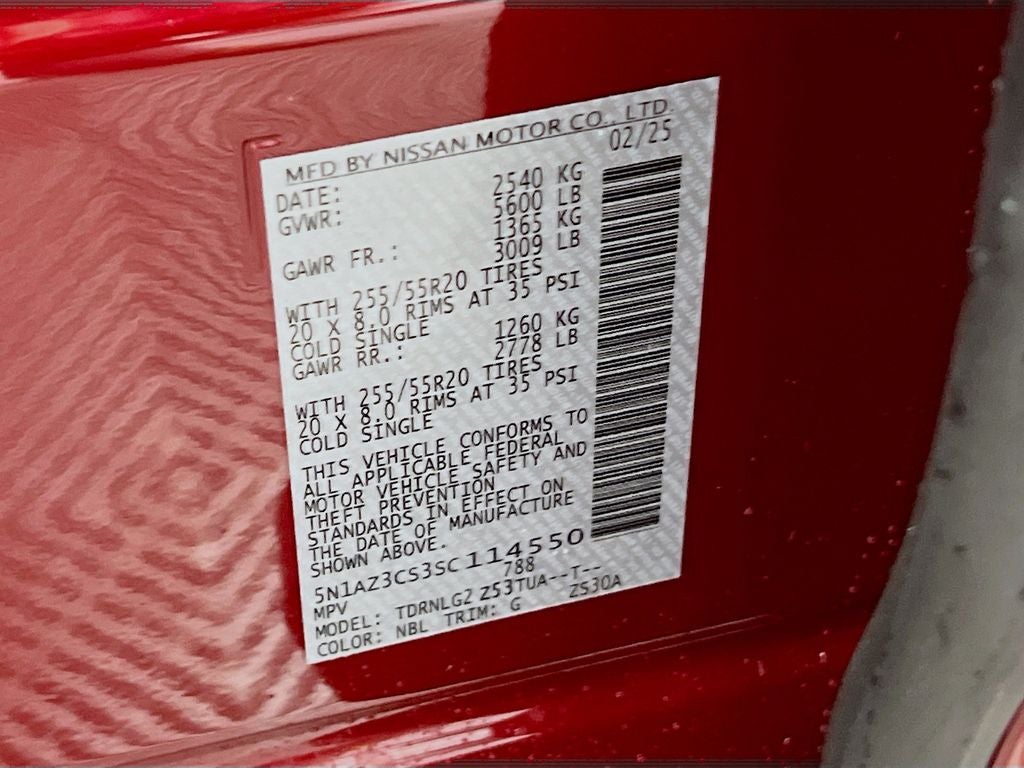 MFD BY NISSAN MOTOR CO., LTD.
DATE: 02/25
GVWR: 2540 KG
5600 LB
GAWR FR.: 1365 KG
3009 LB
WITH 255/55R20 TIRES
20 X 8.0 RIMS AT 35 PSI
COLD SINGLE
GAWR RR.: 1260 KG
2778 LB
WITH 255/55R20 TIRES
20 X 8.0 RIMS AT 35 PSI
COLD SINGLE
THIS VEHICLE CONFORMS TO
ALL APPLICABLE FEDERAL
MOTOR VEHICLE SAFETY AND
THEFT PREVENTION
STANDARDS IN EFFECT ON
THE DATE OF MANUFACTURE
SHOWN ABOVE.
5N1AZ3CS3SC114550
MPV 788
MODEL: TDRNLG2 Z53TUA--T--
COLOR: NBL TRIM: G ZS30A